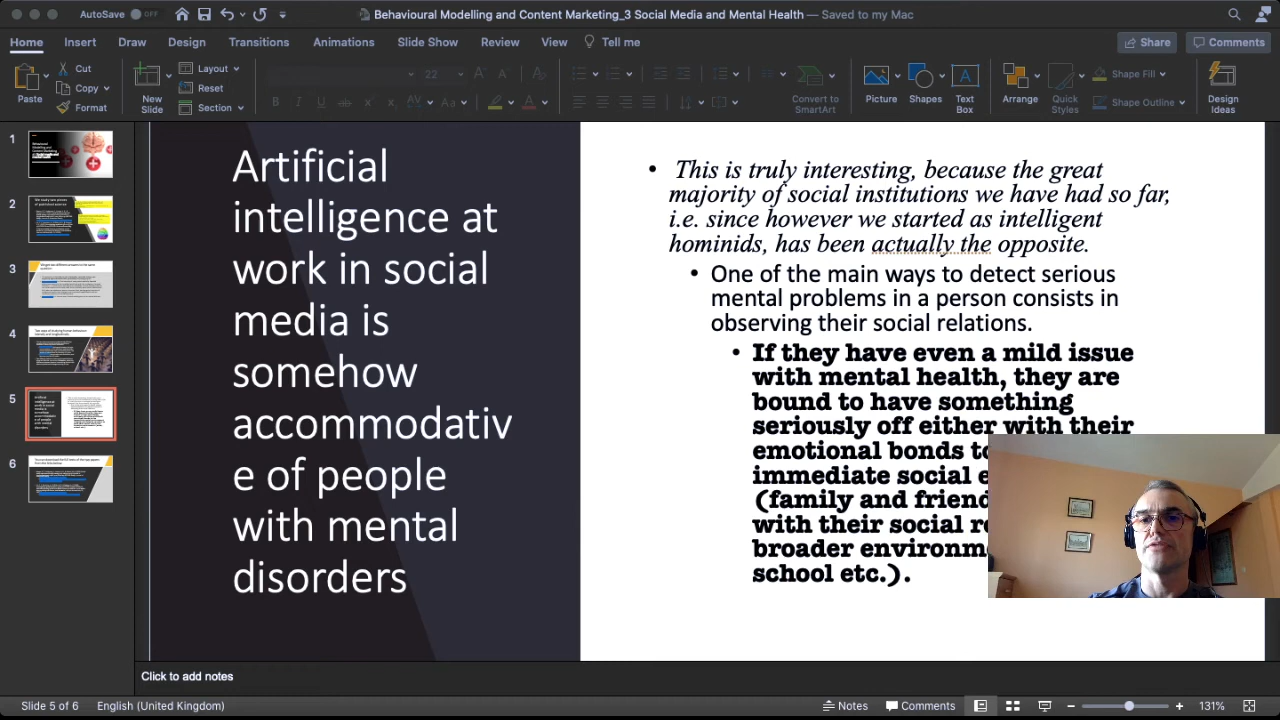 AutoSave OFF
Behavioural Modelling and Content Marketing_3 Social Media and Mental Health — Saved to my Mac
Home Insert Draw Design Transitions Animations Slide Show Review View Tell me Share Comments
Paste
Cut
Copy
Format
New Slide
Layout
Reset
Section
22
Convert to SmartArt
Picture
Shapes
Text Box
Arrange
Quick Styles
Shape Fill
Shape Outline
Design Ideas
1
2
3
4
5
6
Artificial
intelligence at
work in social
media is
somehow
accommodativ
e of people
with mental
disorders
• This is truly interesting, because the great
majority of social institutions we have had so far,
i.e. since however we started as intelligent
hominids, has been actually the opposite.
• One of the main ways to detect serious
mental problems in a person consists in
observing their social relations.
• If they have even a mild issue
with mental health, they are
bound to have something
seriously off either with their
emotional bonds to
immediate social e
(family and friend
with their social re
broader environm
school etc.).
Click to add notes
Slide 5 of 6 English (United Kingdom) Notes Comments 131%